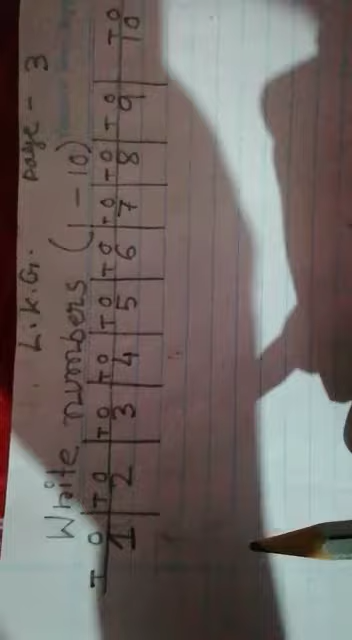 L.K.G. Page - 3
Write numbers (1 - 10)
T O T O T O T O T O T O T O T O T O T O
1 2 3 4 5 6 7 8 9 10